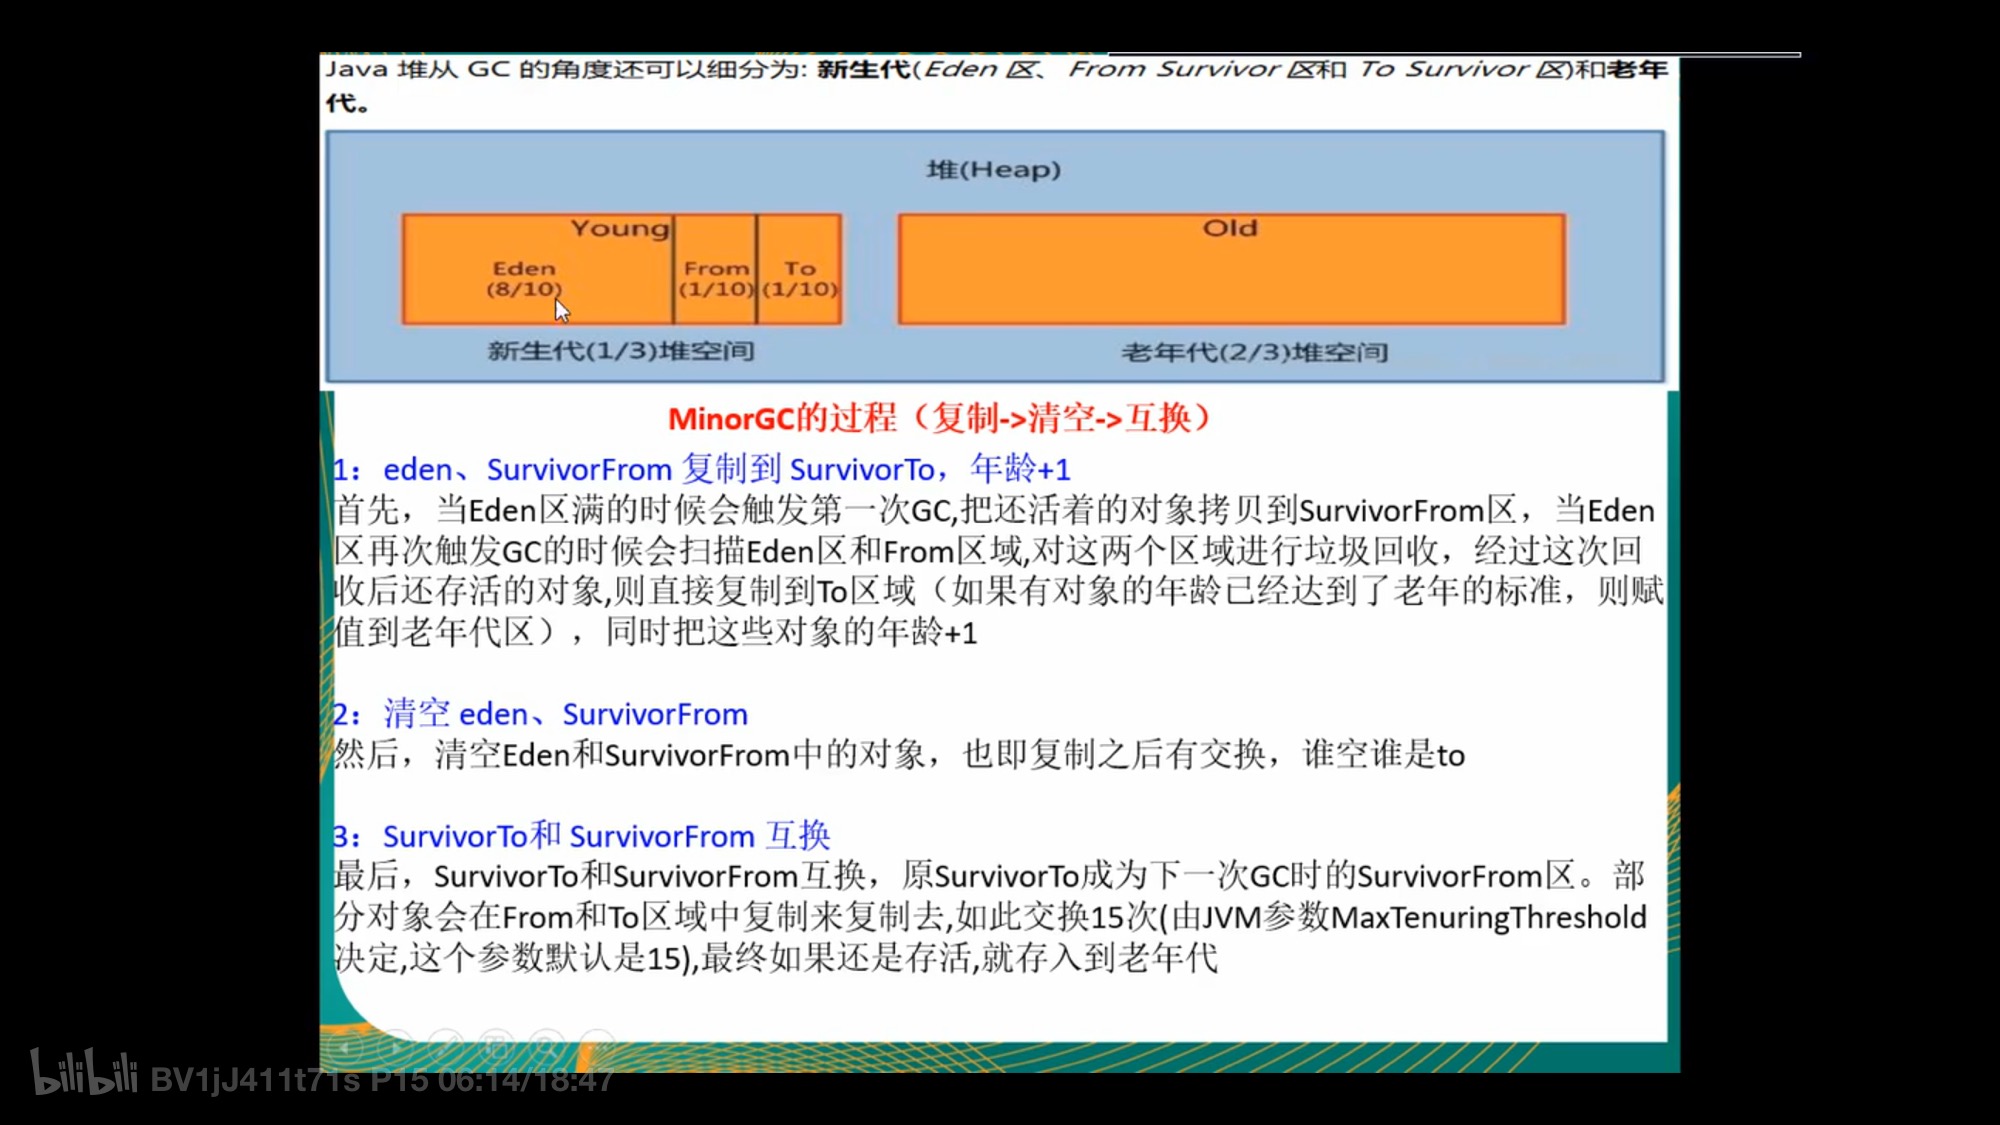 Java 堆从 GC 的角度还可以细分为: 新生代(Eden 区、From Survivor 区和 To Survivor 区)和老年
代。
堆(Heap)
Young
Old
Eden
From
To
(8/10)
(1/10)
(1/10)
新生代(1/3)堆空间
老年代(2/3)堆空间
MinorGC的过程（复制->清空->互换）
1：eden、SurvivorFrom 复制到 SurvivorTo，年龄+1
首先，当Eden区满的时候会触发第一次GC,把还活着的对象拷贝到SurvivorFrom区，当Eden
区再次触发GC的时候会扫描Eden区和From区域,对这两个区域进行垃圾回收，经过这次回
收后还存活的对象,则直接复制到To区域（如果有对象的年龄已经达到了老年的标准，则赋
值到老年代区），同时把这些对象的年龄+1
2：清空 eden、SurvivorFrom
然后，清空Eden和SurvivorFrom中的对象，也即复制之后有交换，谁空谁是to
3：SurvivorTo和 SurvivorFrom 互换
最后，SurvivorTo和SurvivorFrom互换，原SurvivorTo成为下一次GC时的SurvivorFrom区。部
分对象会在From和To区域中复制来复制去,如此交换15次(由JVM参数MaxTenuringThreshold
决定,这个参数默认是15),最终如果还是存活,就存入到老年代
bilibili BV1jJ411t71s P15 06:14/18:47